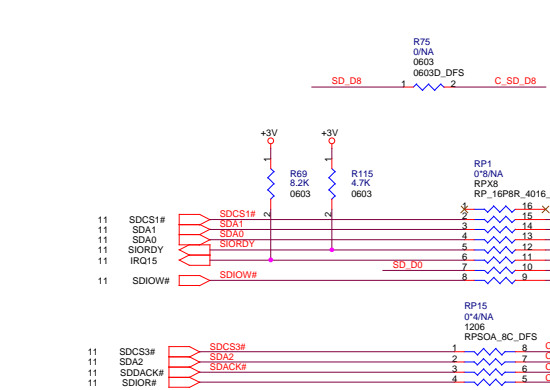 R75
0/NA
0603
0603D_DFS
SD_D8 1 2 C_SD_D8
+3V +3V
1 1
R69 R115 RP1
8.2K 4.7K 0*8/NA
0603 0603 RPX8
RP_16P8R_4016_
2 2
1 16
11 SDCS1# SDCS1# 2 15
11 SDA1 SDA1 3 14
11 SDA0 SDA0 4 13
11 SIORDY SIORDY 5 12
11 IRQ15 6 11
SD_D0 7 10
11 SDIOW# SDIOW# 8 9
RP15
0*4/NA
1206
RPSOA_8C_DFS
11 SDCS3# SDCS3# 1 8
11 SDA2 SDA2 2 7
11 SDDACK# SDACK# 3 6
11 SDIOR# 4 5